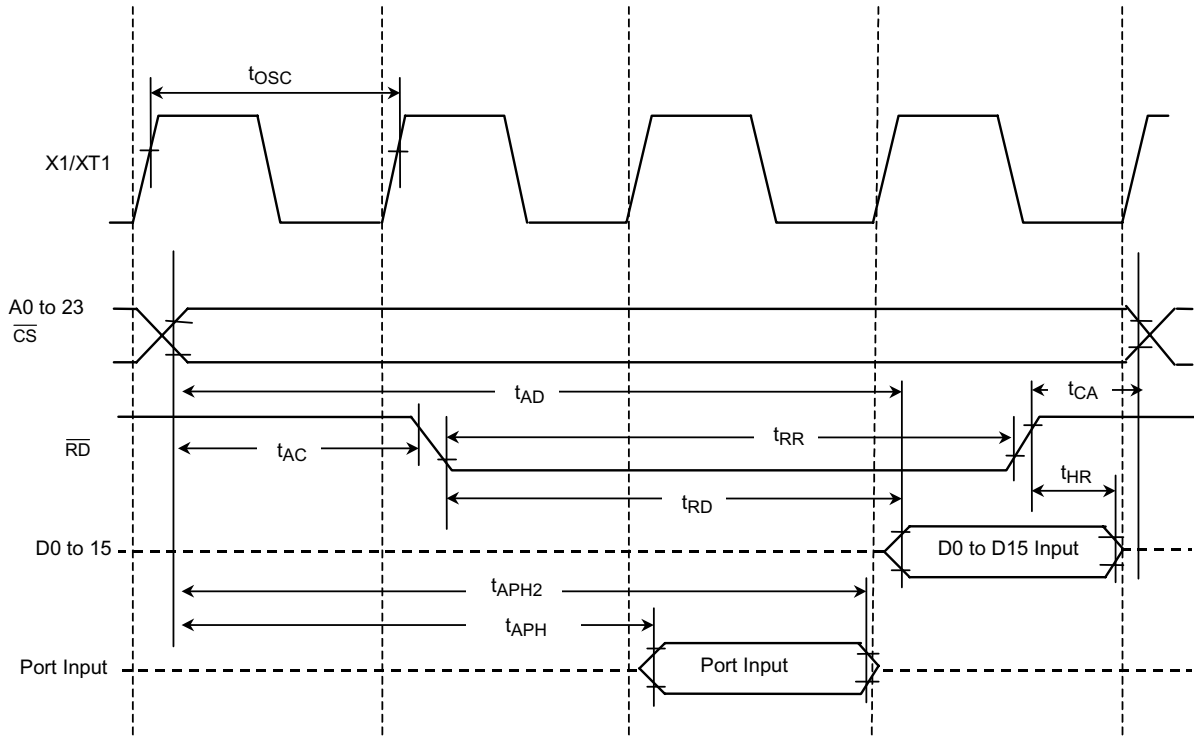 tOSC
X1/XT1
A0 to 23
CS
tAD
tCA
RD
tAC
tRR
tHR
tRD
D0 to 15
D0 to D15 Input
tAPH2
tAPH
Port Input
Port Input